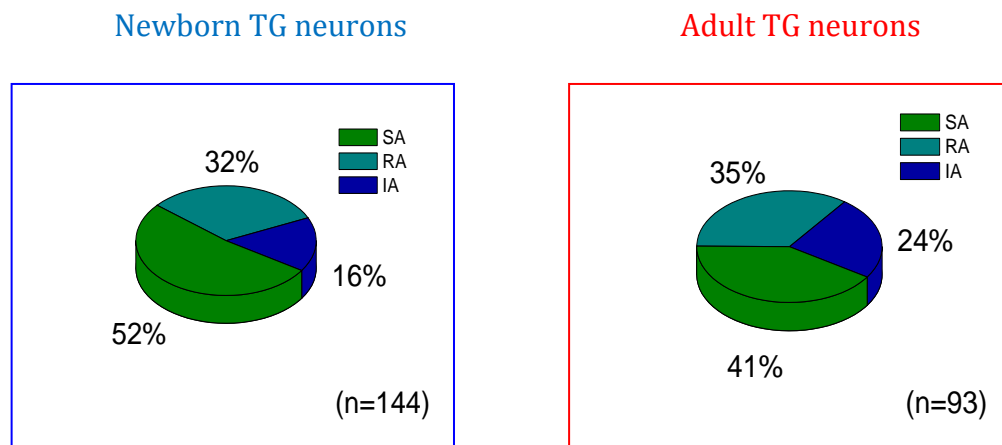 Newborn TG neurons
SA
RA
IA
32%
16%
52%
(n=144)
Adult TG neurons
SA
RA
IA
35%
24%
41%
(n=93)